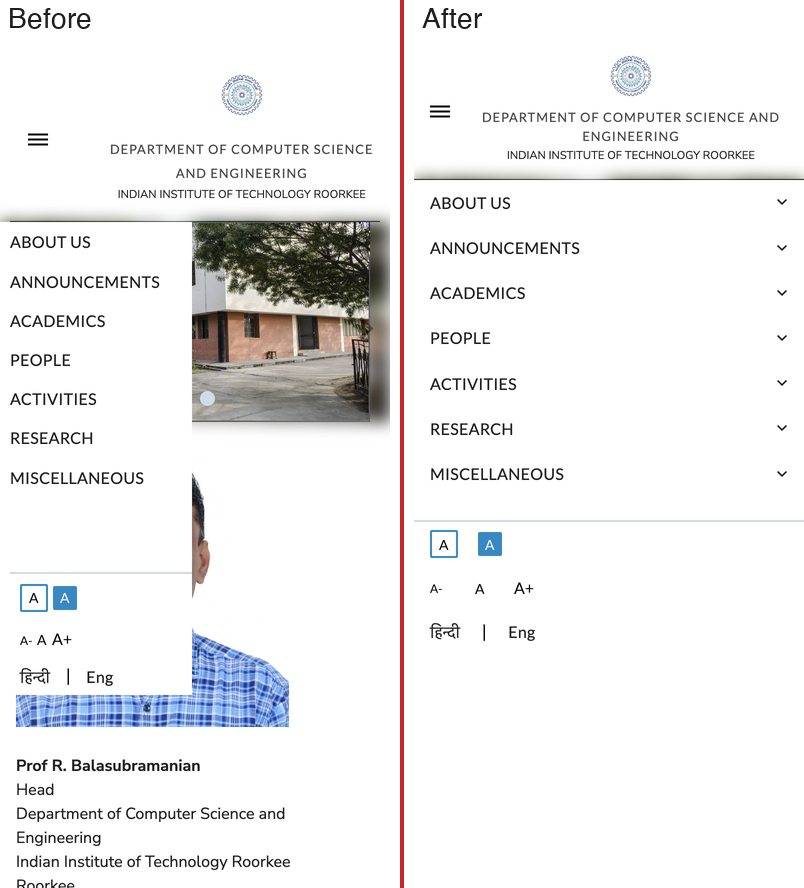 Before
DEPARTMENT OF COMPUTER SCIENCE
AND ENGINEERING
INDIAN INSTITUTE OF TECHNOLOGY ROORKEE
ABOUT US
ANNOUNCEMENTS
ACADEMICS
PEOPLE
ACTIVITIES
RESEARCH
MISCELLANEOUS
A A
A- A A+
हिन्दी | Eng
Prof R. Balasubramanian
Head
Department of Computer Science and
Engineering
Indian Institute of Technology Roorkee
Roorkee
After
DEPARTMENT OF COMPUTER SCIENCE AND
ENGINEERING
INDIAN INSTITUTE OF TECHNOLOGY ROORKEE
ABOUT US
ANNOUNCEMENTS
ACADEMICS
PEOPLE
ACTIVITIES
RESEARCH
MISCELLANEOUS
A A
A- A A+
हिन्दी | Eng